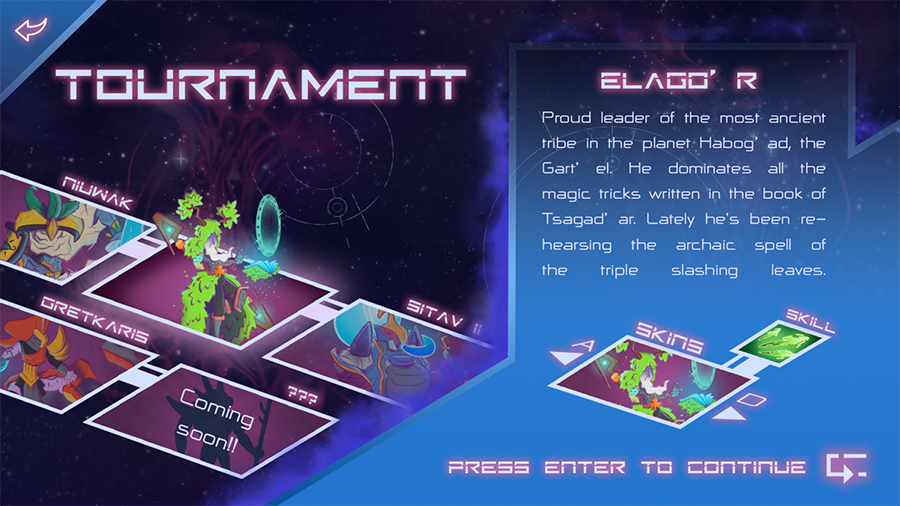 TOURNAMENT
ELAGO' R
Proud leader of the most ancient
tribe in the planet Habog' ad, the
Gart' el. He dominates all the
magic tricks written in the book of
Tsagad' ar. Lately he's been re-
hearsing the archaic spell of
the triple slashing leaves.
NIUWAK
GRETKARIS
SITAV II
???
Coming
soon!!
SKILL
SKINS
A
D
PRESS ENTER TO CONTINUE